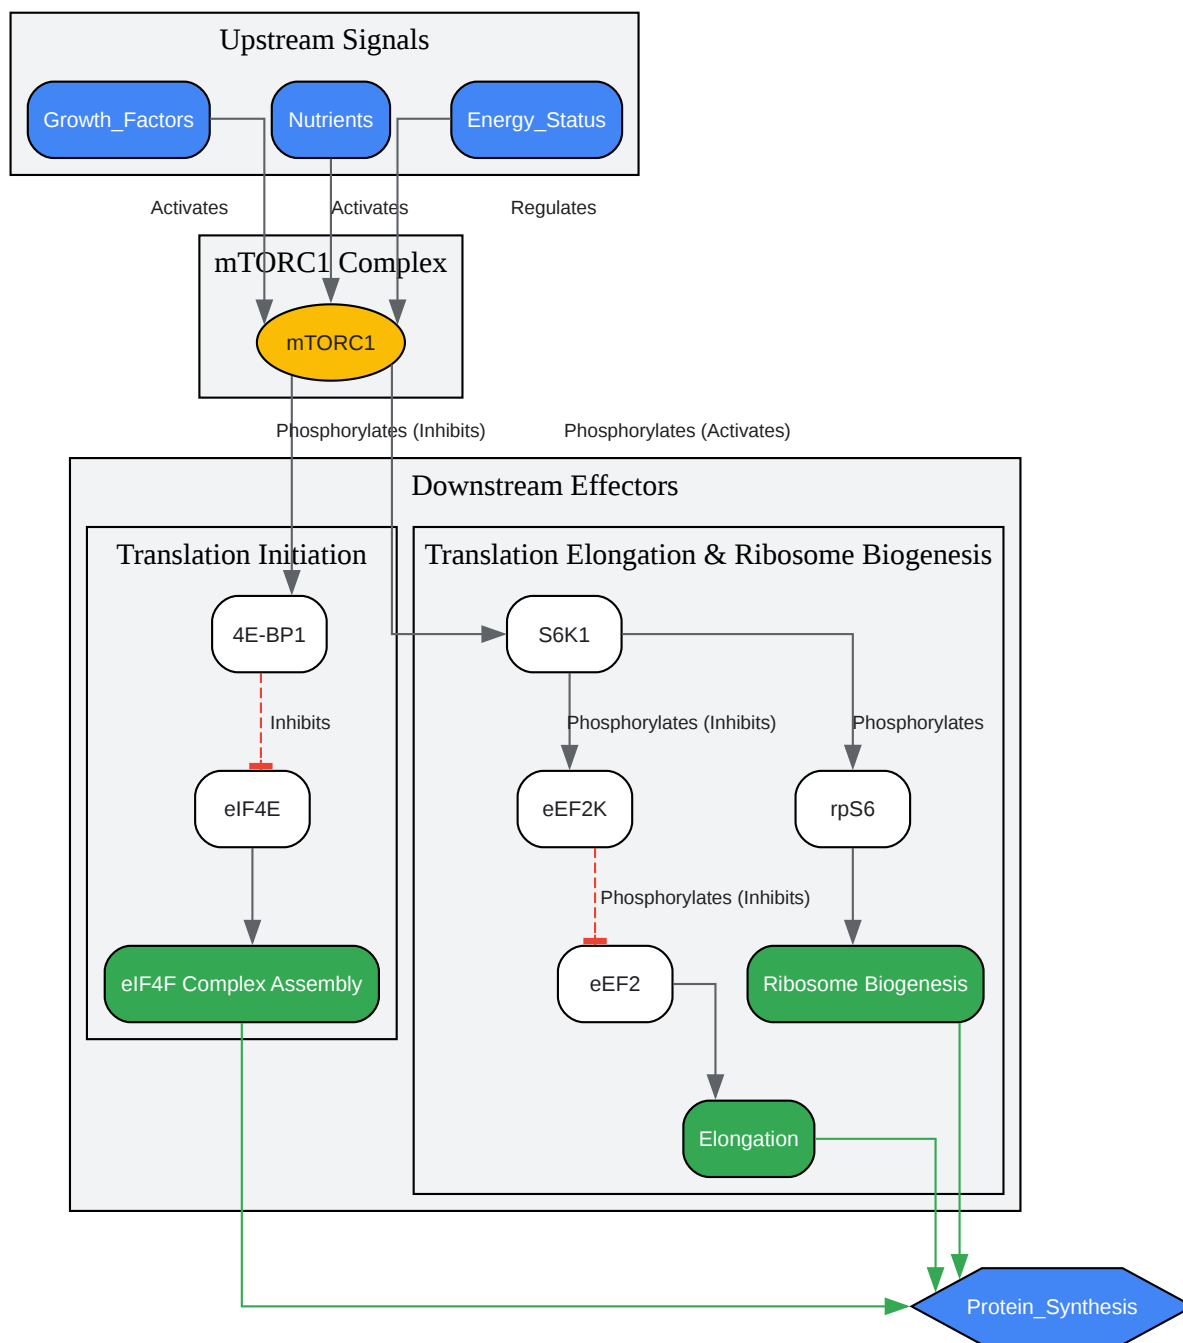 Upstream Signals
Growth_Factors
Nutrients
Energy_Status
Activates
Activates
Regulates
mTORC1 Complex
mTORC1
Phosphorylates (Inhibits)
Phosphorylates (Activates)
Downstream Effectors
Translation Initiation
Translation Elongation & Ribosome Biogenesis
4E-BP1
S6K1
Inhibits
Phosphorylates (Inhibits)
Phosphorylates
eIF4E
eEF2K
rpS6
Phosphorylates (Inhibits)
eIF4F Complex Assembly
eEF2
Ribosome Biogenesis
Elongation
Protein_Synthesis